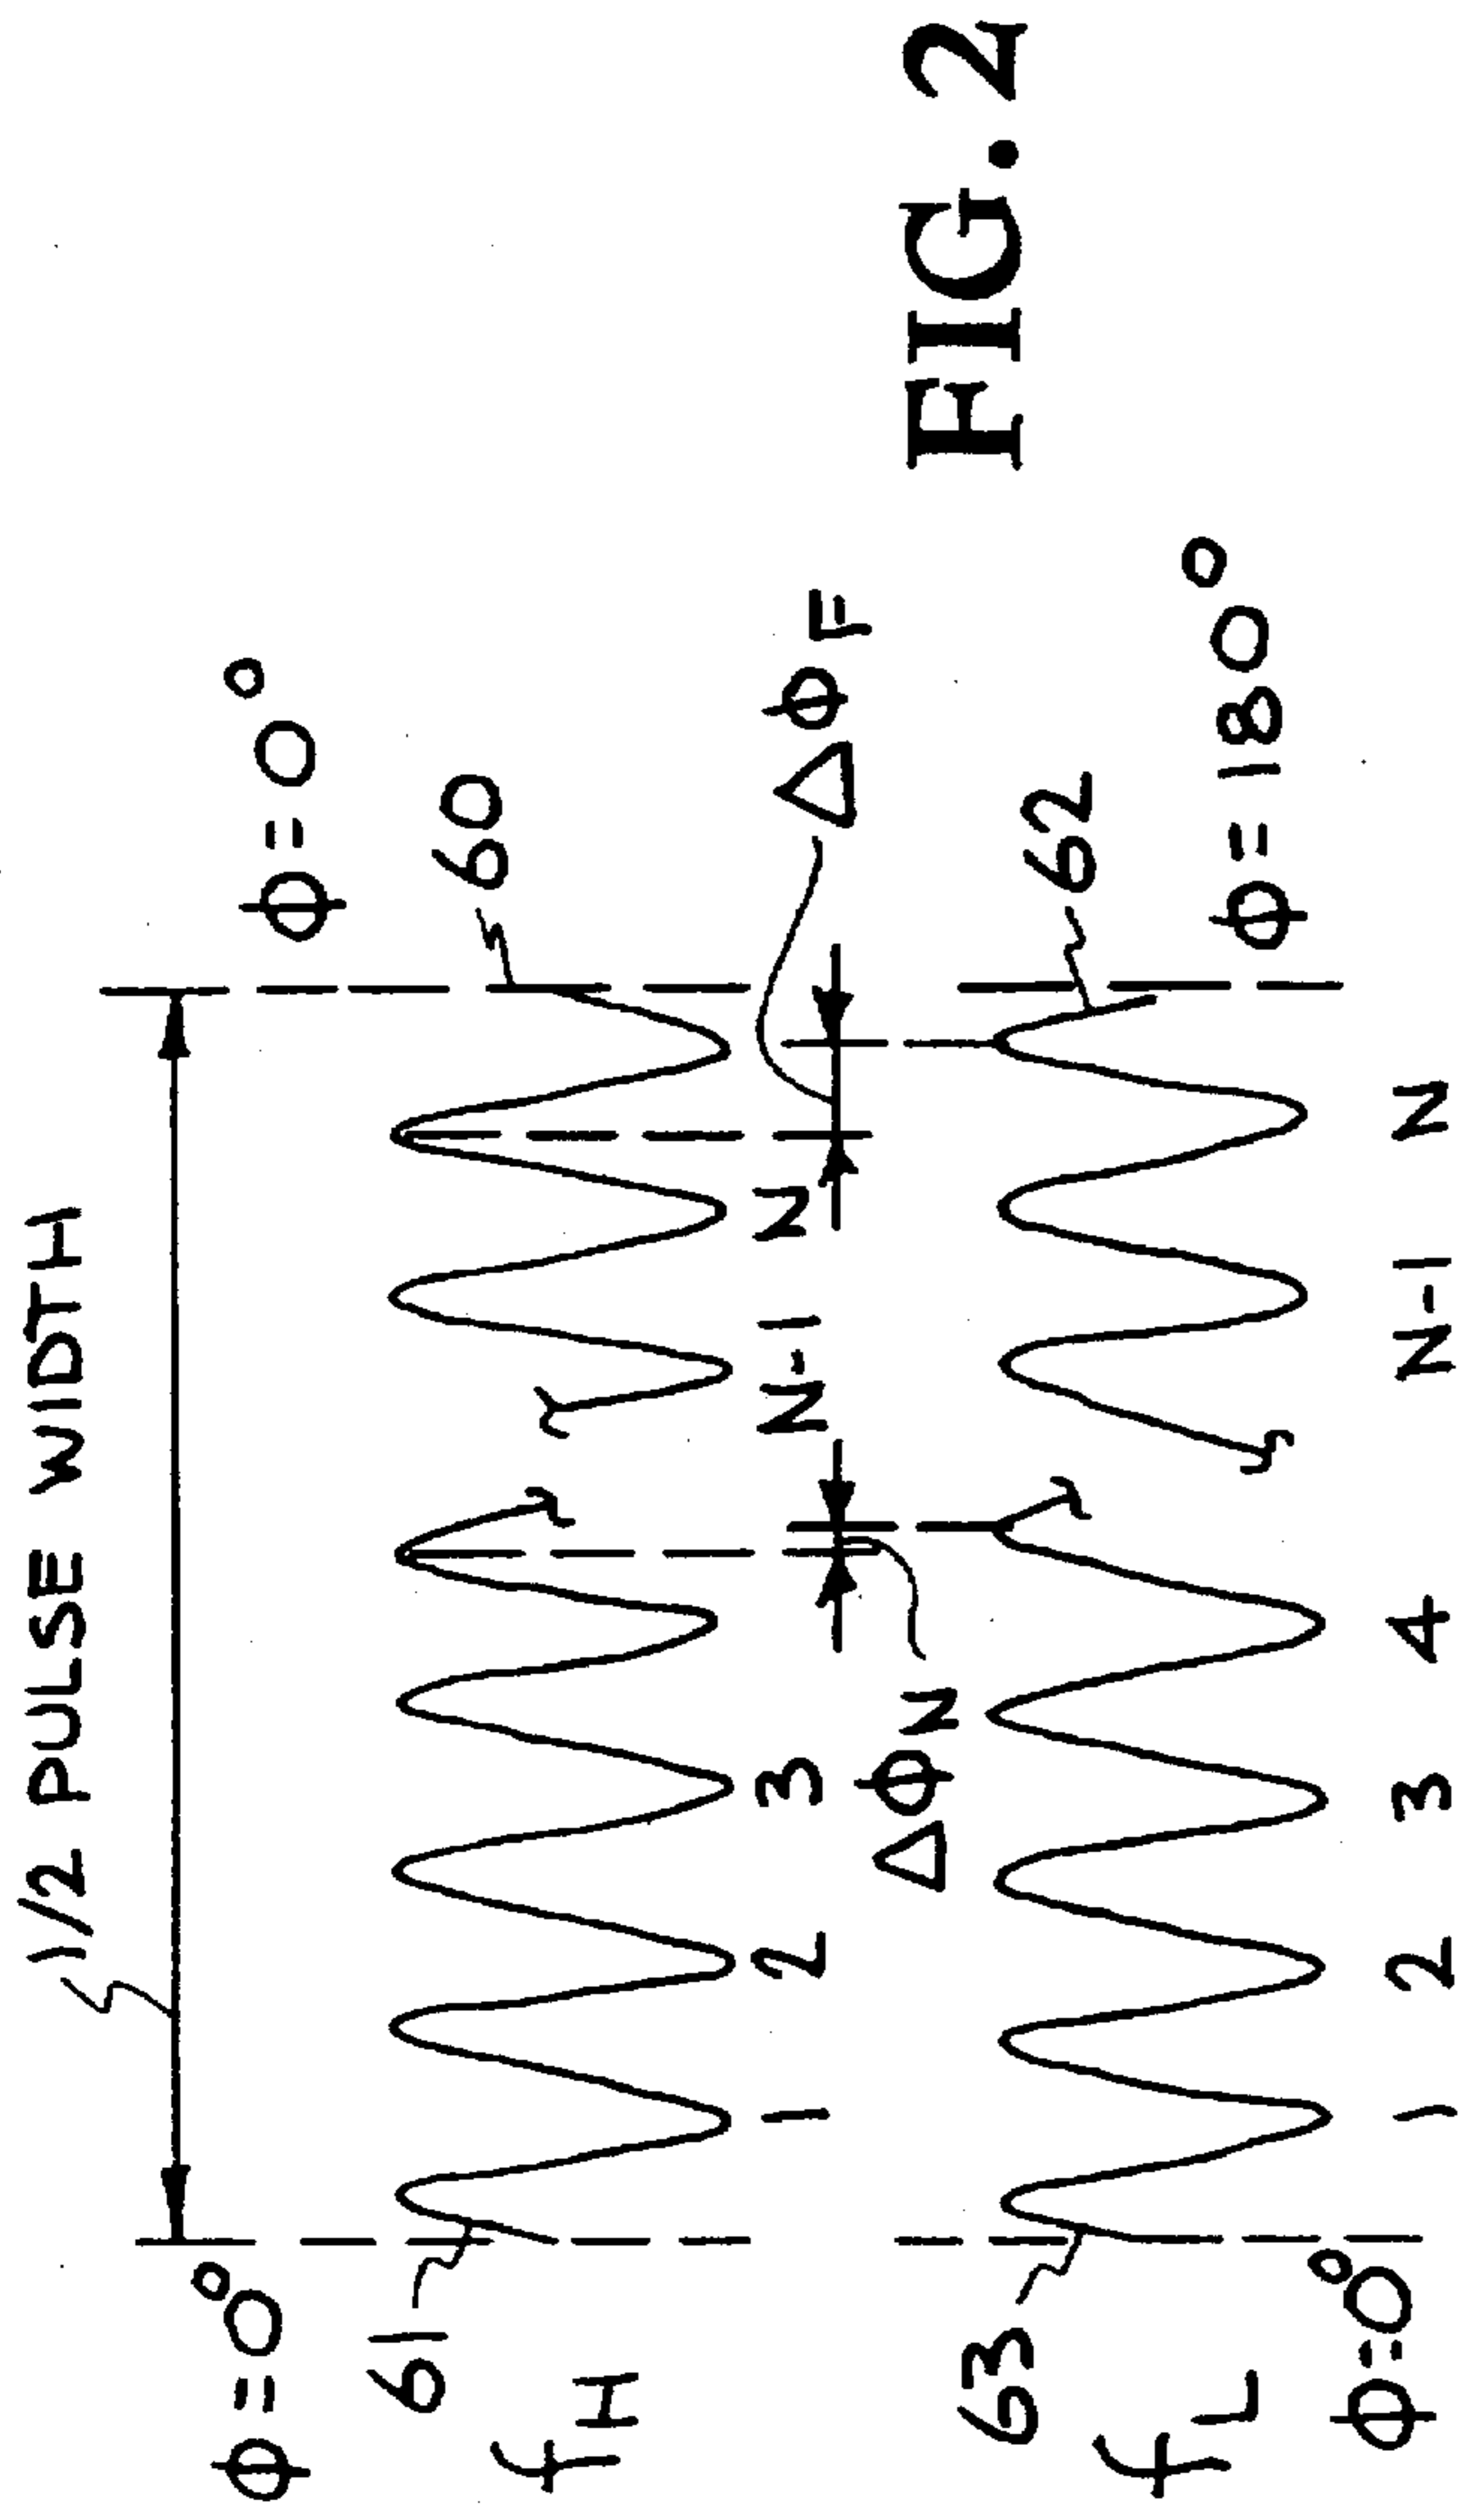 1/2 PULSE WIDTH
φ=0° φ=0°
61 60
fH
1 2 3 N-1 N
ΔφN ΔφF
63 62
fL
φ=0° φ=180°
1 2 3 4 N-1 N
FIG. 2